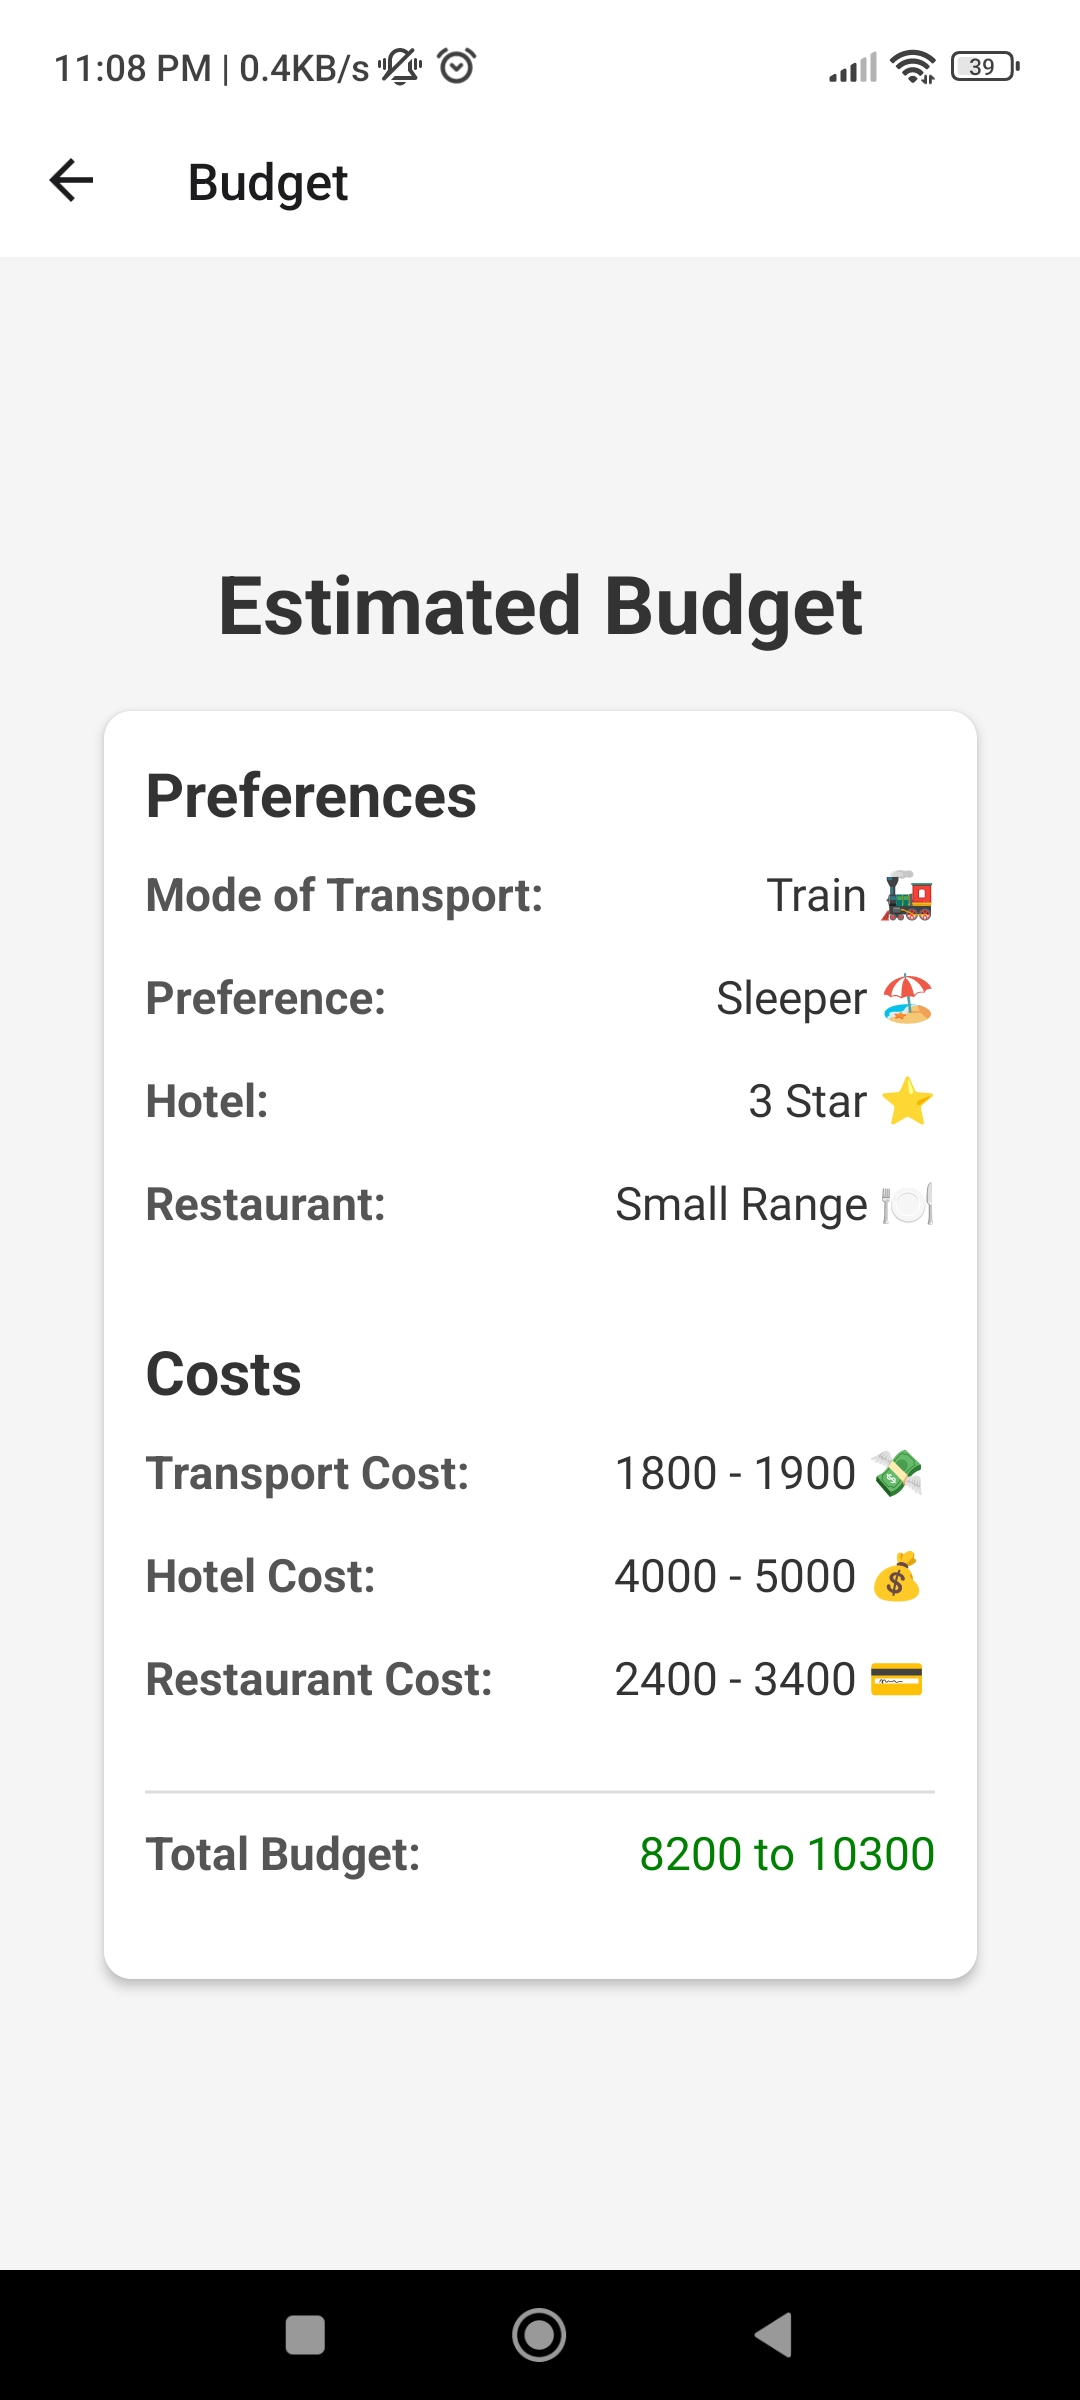 11:08 PM | 0.4KB/s 39
Budget
Estimated Budget
Preferences
Mode of Transport: Train 🚂
Preference: Sleeper 🏖️
Hotel: 3 Star ⭐
Restaurant: Small Range 🍽️
Costs
Transport Cost: 1800 - 1900 💸
Hotel Cost: 4000 - 5000 💰
Restaurant Cost: 2400 - 3400 💳
Total Budget: 8200 to 10300